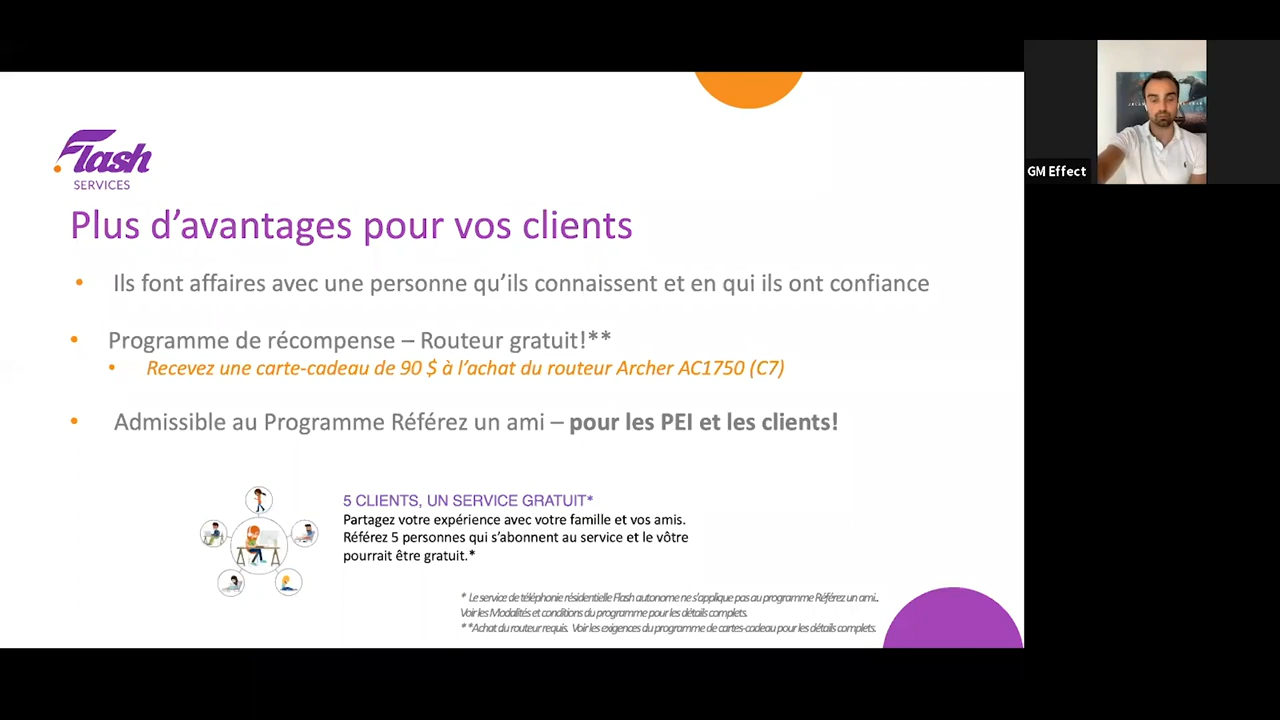 Flash
SERVICES
Plus d’avantages pour vos clients
• Ils font affaires avec une personne qu’ils connaissent et en qui ils ont confiance
• Programme de récompense – Routeur gratuit!**
• Recevez une carte-cadeau de 90 $ à l’achat du routeur Archer AC1750 (C7)
• Admissible au Programme Référez un ami – pour les PEI et les clients!
5 CLIENTS, UN SERVICE GRATUIT*
Partagez votre expérience avec votre famille et vos amis.
Référez 5 personnes qui s’abonnent au service et le vôtre
pourrait être gratuit.*
* Le service de téléphonie résidentielle Flash autonome ne s’applique pas au programme Référez un ami..
Voir les Modalités et conditions du programme pour les détails complets.
* *Achat du routeur requis. Voir les exigences du programme de cartes-cadeau pour les détails complets.
GM Effect